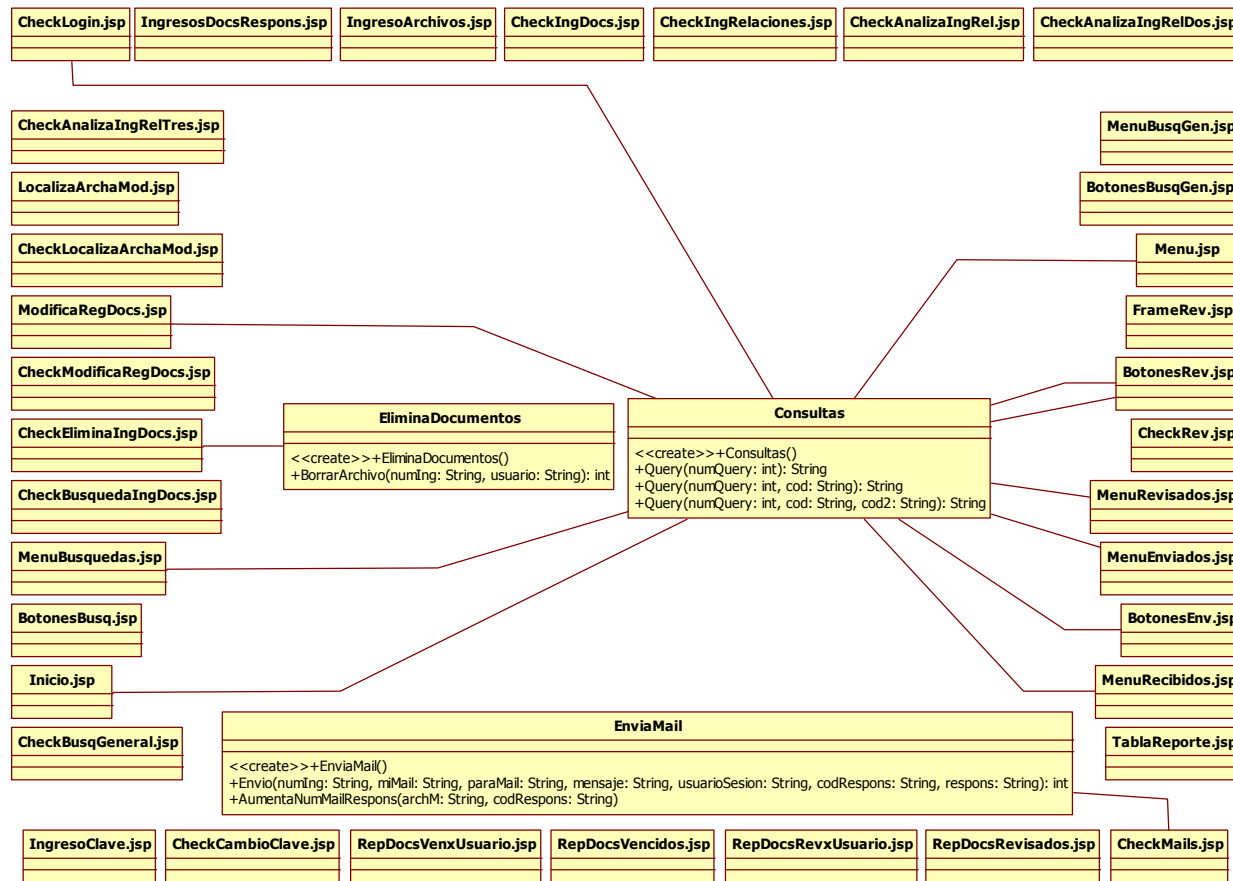 CheckLogin.jsp
IngresosDocsRespons.jsp
IngresoArchivos.jsp
CheckIngDocs.jsp
CheckIngRelaciones.jsp
CheckAnalizaIngRel.jsp
CheckAnalizaIngRelDos.jsp
CheckAnalizaIngRelTres.jsp
MenuBusqGen.jsp
LocalizaArchaMod.jsp
BotonesBusqGen.jsp
CheckLocalizaArchaMod.jsp
Menu.jsp
ModificaRegDocs.jsp
FrameRev.jsp
CheckModificaRegDocs.jsp
BotonesRev.jsp
CheckEliminaIngDocs.jsp
EliminaDocumentos
<<create>>+EliminaDocumentos()
+BorrarArchivo(numIng: String, usuario: String): int
Consultas
<<create>>+Consultas()
+Query(numQuery: int): String
+Query(numQuery: int, cod: String): String
+Query(numQuery: int, cod: String, cod2: String): String
CheckRev.jsp
CheckBusquedaIngDocs.jsp
MenuRevisados.jsp
MenuBusquedas.jsp
MenuEnviados.jsp
BotonesBusq.jsp
BotonesEnv.jsp
Inicio.jsp
MenuRecibidos.jsp
CheckBusqGeneral.jsp
EnviaMail
<<create>>+EnviaMail()
+Envio(numIng: String, miMail: String, paraMail: String, mensaje: String, usuarioSesion: String, codRespons: String, respons: String): int
+AumentaNumMailRespons(archM: String, codRespons: String)
TablaReporte.jsp
IngresoClave.jsp
CheckCambioClave.jsp
RepDocsVenxUsuario.jsp
RepDocsVencidos.jsp
RepDocsRevxUsuario.jsp
RepDocsRevisados.jsp
CheckMails.jsp